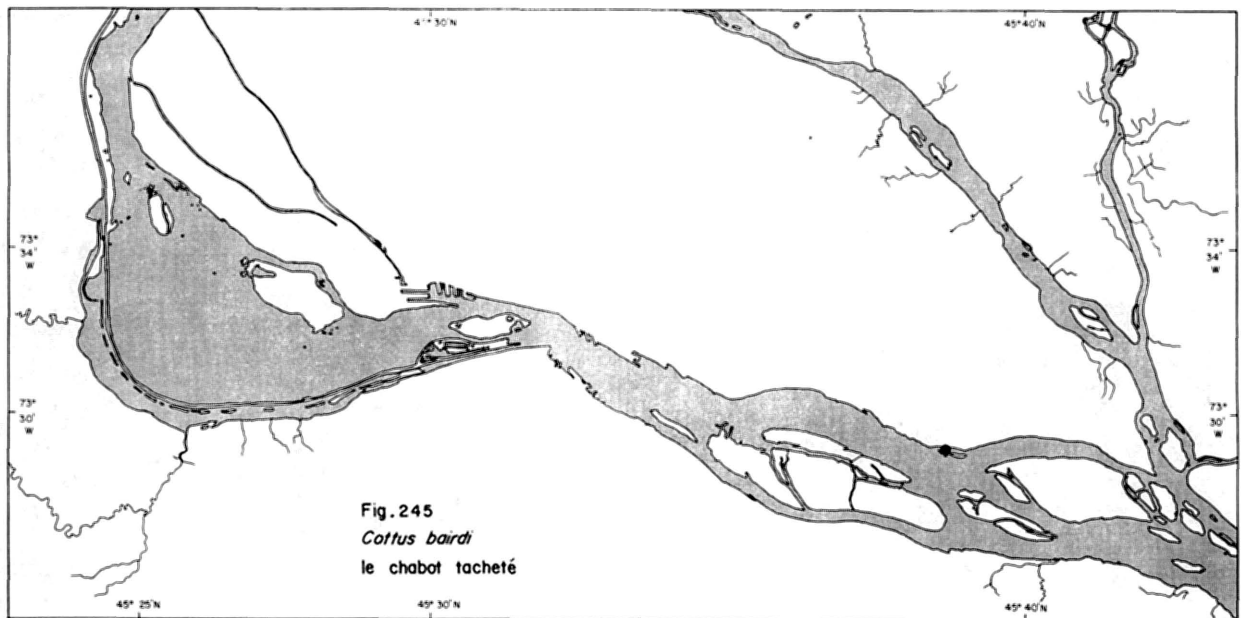 45° 40' N
73°
34'
W
73°
34'
W
73°
30'
W
73°
30'
W
Fig. 245
Cottus bairdi
le chabot tacheté
45° 25' N
45° 30' N
45° 40' N